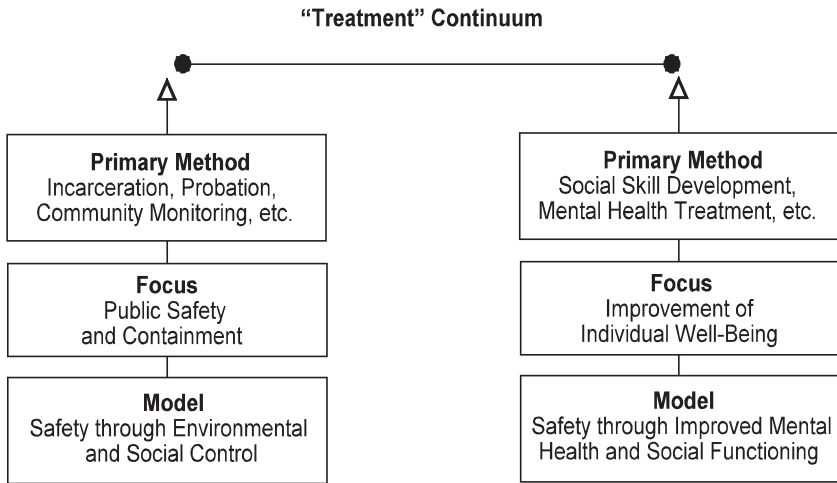 “Treatment” Continuum
Primary Method
Incarceration, Probation,
Community Monitoring, etc.
Focus
Public Safety
and Containment
Model
Safety through Environmental
and Social Control
Primary Method
Social Skill Development,
Mental Health Treatment, etc.
Focus
Improvement of
Individual Well-Being
Model
Safety through Improved Mental
Health and Social Functioning